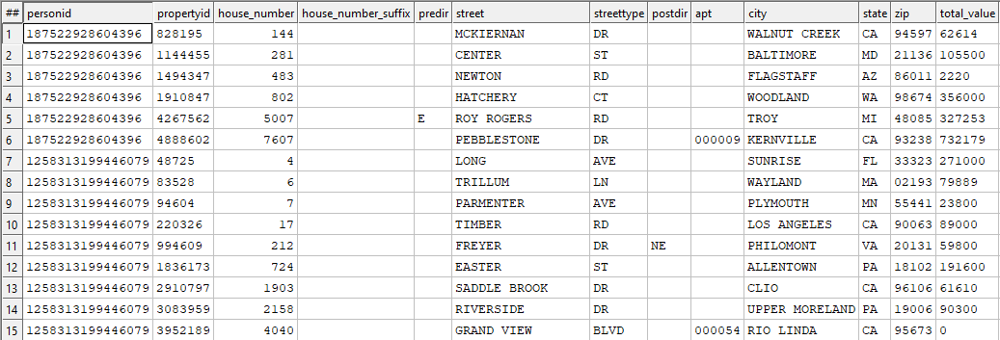 ## personid propertyid house_number house_number_suffix predir street streettype postdir apt city state zip total_value
1 187522928604396 828195 144 MCKIERNAN DR WALNUT CREEK CA 94597 62614
2 187522928604396 1144455 281 CENTER ST BALTIMORE MD 21136 105500
3 187522928604396 1494347 483 NEWTON RD FLAGSTAFF AZ 86011 2220
4 187522928604396 1910847 802 HATCHERY CT WOODLAND WA 98674 356000
5 187522928604396 4267562 5007 E ROY ROGERS RD TROY MI 48085 327253
6 187522928604396 4888602 7607 PEBBLESTONE DR 000009 KERNVILLE CA 93238 732179
7 1258313199446079 48725 4 LONG AVE SUNRISE FL 33323 271000
8 1258313199446079 83528 6 TRILLUM LN WAYLAND MA 02193 79889
9 1258313199446079 94604 7 PARMENTER AVE PLYMOUTH MN 55441 23800
10 1258313199446079 220326 17 TIMBER RD LOS ANGELES CA 90063 89000
11 1258313199446079 994609 212 FREYER DR NE PHILOMONT VA 20131 59800
12 1258313199446079 1836173 724 EASTER ST ALLENTOWN PA 18102 191600
13 1258313199446079 2910797 1903 SADDLE BROOK DR CLIO CA 96106 61610
14 1258313199446079 3083959 2158 RIVERSIDE DR UPPER MORELAND PA 19006 90300
15 1258313199446079 3952189 4040 GRAND VIEW BLVD 000054 RIO LINDA CA 95673 0